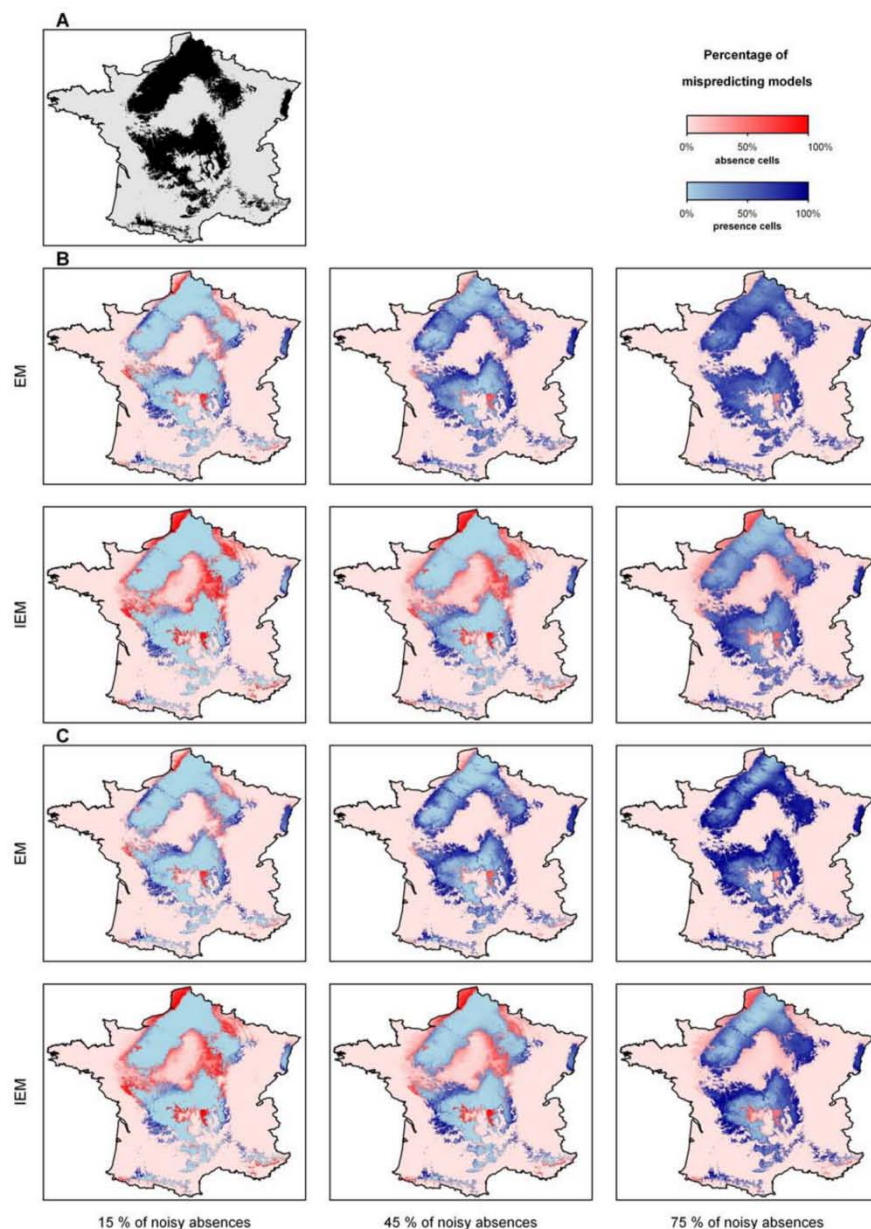 A
Percentage of
mispredicting models
0% 50% 100%
absence cells
0% 50% 100%
presence cells
B
EM
IEM
C
EM
IEM
15 % of noisy absences 45 % of noisy absences 75 % of noisy absences